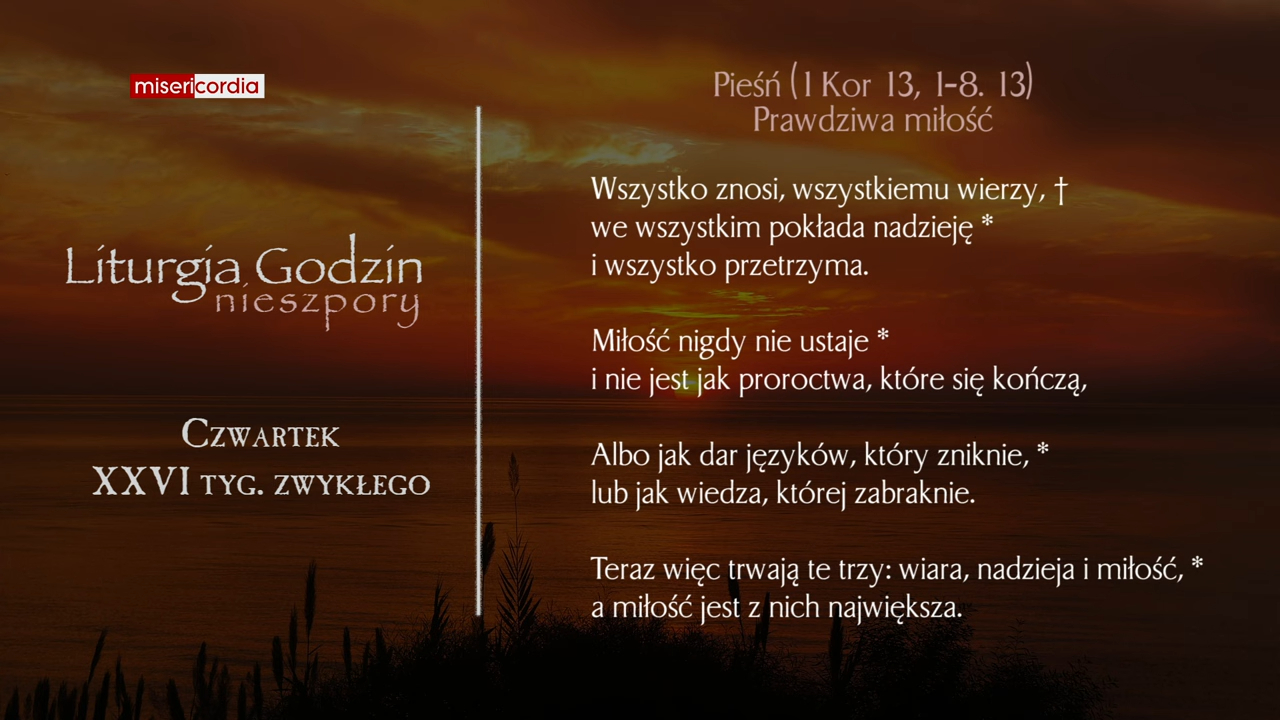 misericordia
Liturgia Godzin
nieszpory
Czwartek
XXVI tyg. zwykłego
Pieśń (1 Kor 13, 1-8. 13)
Prawdziwa miłość
Wszystko znosi, wszystkiemu wierzy, †
we wszystkim pokłada nadzieję *
i wszystko przetrzyma.
Miłość nigdy nie ustaje *
i nie jest jak proroctwa, które się kończą,
Albo jak dar języków, który zniknie, *
lub jak wiedza, której zabraknie.
Teraz więc trwają te trzy: wiara, nadzieja i miłość, *
a miłość jest z nich największa.